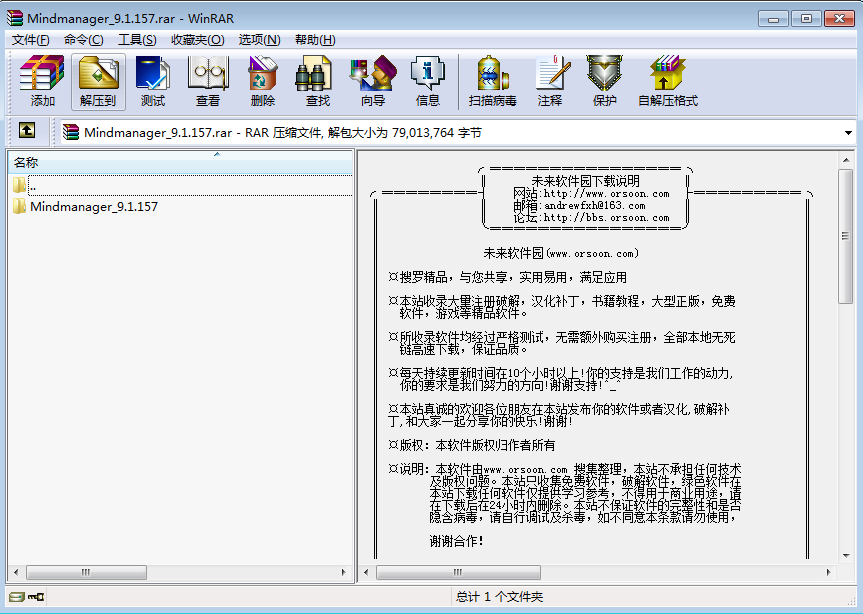 Mindmanager_9.1.157.rar - WinRAR
文件(F) 命令(C) 工具(S) 收藏夹(O) 选项(N) 帮助(H)
添加 解压到 测试 查看 删除 查找 向导 信息 扫描病毒 注释 保护 自解压格式
Mindmanager_9.1.157.rar - RAR 压缩文件, 解包大小为 79,013,764 字节
名称
..
Mindmanager_9.1.157
未来软件园下载说明
网站:http://www.orsoon.com
邮箱:andrewfxh@163.com
论坛:http://bbs.orsoon.com
未来软件园(www.orsoon.com)
¤搜罗精品，与您共享，实用易用，满足应用
¤本站收录大量注册破解，汉化补丁，书籍教程，大型正版，免费
软件，游戏等精品软件。
¤所收录软件均经过严格测试，无需额外购买注册，全部本地无死
链高速下载，保证品质。
¤每天持续更新时间在10个小时以上!你的支持是我们工作的动力,
你的要求是我们努力的方向!谢谢支持!^_^
¤本站真诚的欢迎各位朋友在本站发布你的软件或者汉化,破解补
丁,和大家一起分享你的快乐!谢谢!
¤版权: 本软件版权归作者所有
¤说明: 本软件由www.orsoon.com 搜集整理，本站不承担任何技术
及版权问题。本站只收集免费软件，破解软件，绿色软件在
本站下载任何软件仅提供学习参考，不得用于商业用途，请
在下载后在24小时内删除。本站不保证软件的完整性和是否
隐含病毒，请自行调试及杀毒，如不同意本条款请勿使用，
谢谢合作!
总计 1 个文件夹